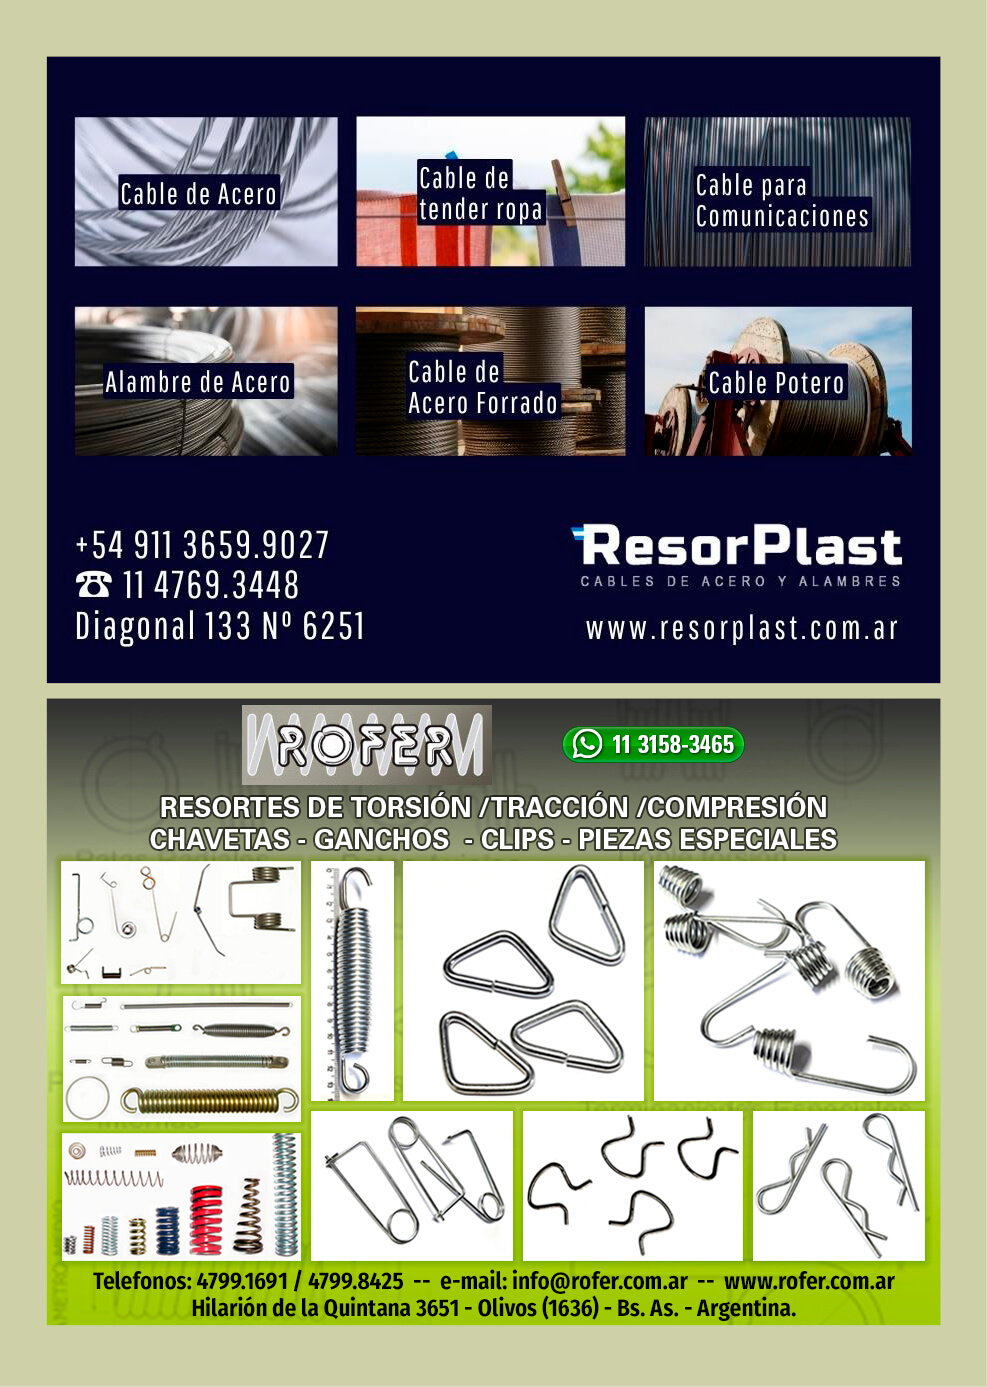 Cable de Acero
Cable de
tender ropa
Cable para
Comunicaciones
Alambre de Acero
Cable de
Acero Forrado
Cable Potero
+54 911 3659.9027
☎ 11 4769.3448
Diagonal 133 Nº 6251
ResorPlast
CABLES DE ACERO Y ALAMBRES
www.resorplast.com.ar
ROFER
11 3158-3465
RESORTES DE TORSIÓN /TRACCIÓN /COMPRESIÓN
CHAVETAS - GANCHOS - CLIPS - PIEZAS ESPECIALES
Telefonos: 4799.1691 / 4799.8425 -- e-mail: info@rofer.com.ar -- www.rofer.com.ar
Hilarión de la Quintana 3651 - Olivos (1636) - Bs. As. - Argentina.